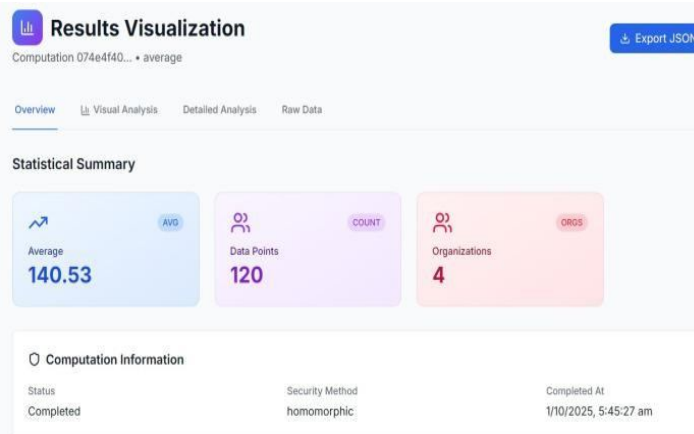 Results Visualization
Export JSON
Computation 074e4f40... • average
Overview Visual Analysis Detailed Analysis Raw Data
Statistical Summary
AVG COUNT ORGS
Average Data Points Organizations
140.53 120 4
Computation Information
Status Security Method Completed At
Completed homomorphic 1/10/2025, 5:45:27 am